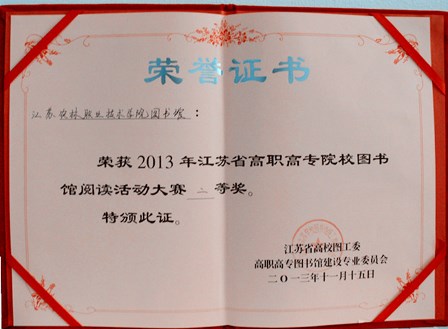 荣誉证书
江苏农林职业技术学院图书馆：
荣获2013年江苏省高职高专院校图书
馆阅读活动大赛二等奖。
特颁此证。
江苏省高校图工委
高职高专图书馆建设专业委员会
二〇一三年十一月十五日